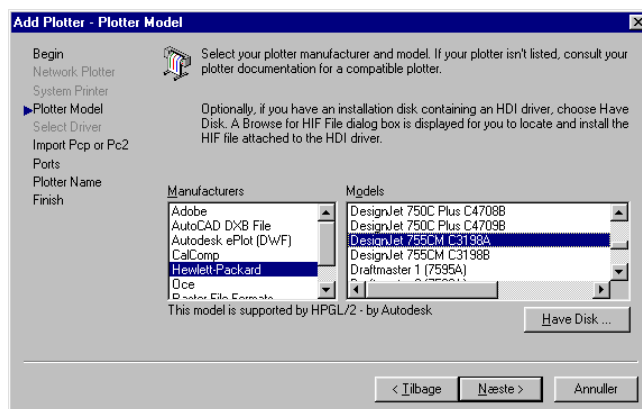 Add Plotter - Plotter Model
Begin
Network Plotter
System Printer
Plotter Model
Select Driver
Import Pcp or Pc2
Ports
Plotter Name
Finish
Select your plotter manufacturer and model. If your plotter isn't listed, consult your
plotter documentation for a compatible plotter.
Optionally, if you have an installation disk containing an HDI driver, choose Have
Disk. A Browse for HIF File dialog box is displayed for you to locate and install the
HIF file attached to the HDI driver.
Manufacturers
Adobe
AutoCAD DXB File
Autodesk ePlot (DWF)
CalComp
Hewlett-Packard
Oce
Raster File Formats
Models
DesignJet 750C Plus C4708B
DesignJet 750C Plus C4709B
DesignJet 755CM C3198A
DesignJet 755CM C3198B
Draftmaster 1 (7595A)
This model is supported by HPGL/2 - by Autodesk
Have Disk ...
< Tilbage
Næste >
Annuller